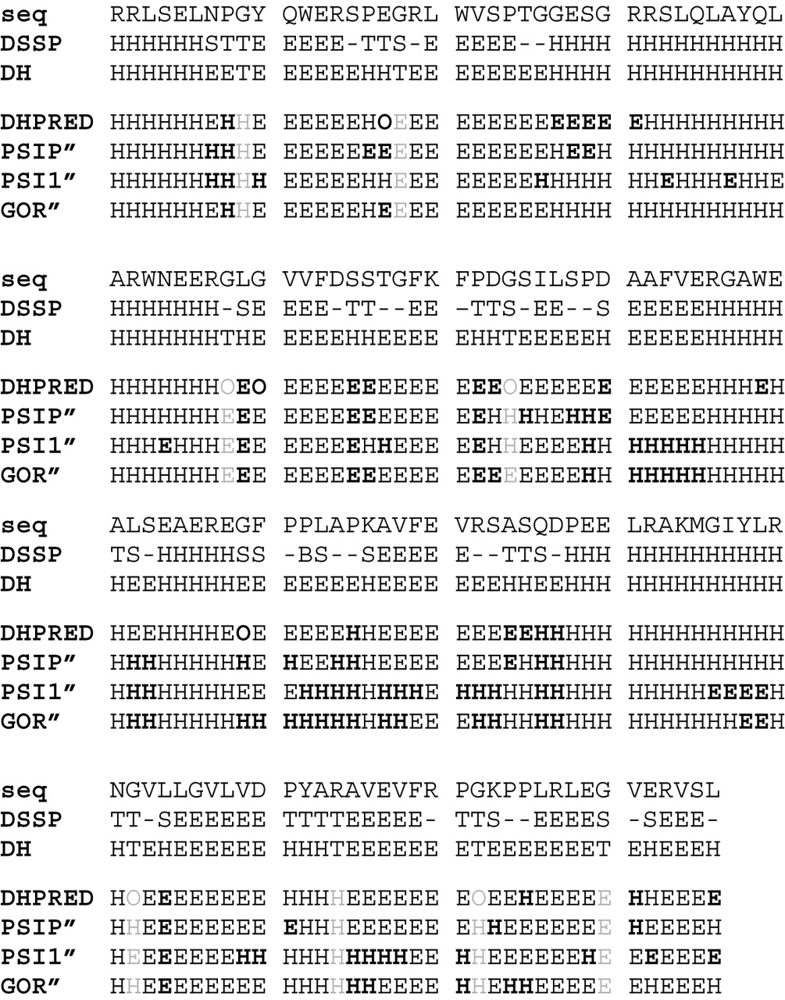 seq RRLSELNPGY QWERSPEGRL WVSPTGGESG RRSLQLAYQL
DSSP HHHHHHSTTE EEEE-TTS-E EEEE--HHHH HHHHHHHHHH
DH HHHHHHEETE EEEEEHHTEE EEEEEEHHHH HHHHHHHHHH
DHPRED HHHHHHEHHE EEEEEHOEEE EEEEEEEEEE EHHHHHHHHH
PSIP″ HHHHHHHHHE EEEEEEEEEE EEEEEEHEEH HHHHHHHHHH
PSI1″ HHHHHHHHHH EEEEEHHEEE EEEEEHHHHH HHEHHHEHHE
GOR″ HHHHHHEHHE EEEEEHEEEE EEEEEEHHHH HHHHHHHHHH
seq ARWNEERGLG VVFDSSTGFK FPDGSILSPD AAFVERGAWE
DSSP HHHHHHH-SE EEE-TT--EE -TTS-EE--S EEEEEHHHHH
DH HHHHHHHTHE EEEEHHEEEE EHHTEEEEEH EEEEEHHHHH
DHPRED HHHHHHHOEO EEEEEEEEEE EEEOEEEEEE EEEEEHHHEH
PSIP″ HHHHHHHEEE EEEEEEEEEE EEHHHHEHHE EEEEEHHHHH
PSI1″ HHHEHHHEEE EEEEEHHEEE EEHHEEEEHH HHHHHHHHHH
GOR″ HHHHHHHEEE EEEEEEEEEE EEEEEEEEHH HHHHHHHHHH
seq ALSEAEREGF PPLAPKAVFE VRSASQDPEE LRAKMGIYLR
DSSP TS-HHHHHSS -BS--SEEEE E--TTS-HHH HHHHHHHHHH
DH HEEHHHHHEE EEEEEHEEEE EEEHHEEHHH HHHHHHHHHH
DHPRED HEEHHHHEOE EEEEHHEEEE EEEEEHHHHH HHHHHHHHHH
PSIP″ HHHHHHHHHE HEEHHHEEEE EEEEHHHHHH HHHHHHHHHH
PSI1″ HHHHHHHHEE EHHHHHHHHE HHHHHHHHHH HHHHHEEEEH
GOR″ HHHHHHHHHH HHHHHHHHEE EHHHHHHHHH HHHHHHHEEH
seq NGVLLGVLVD PYARAVEVFR PGKPPLRLEG VERVSL
DSSP TT-SEEEEEE TTTTEEEEE- TTS--EEEES -SEEE-
DH HTEHEEEEEE HHHTEEEEEE ETEEEEEEET EHEEEH
DHPRED HOEEEEEEEE HHHHEEEEEE EOEEHEEEEE HHEEEE
PSIP″ HHEEEEEEEE EHHHEEEEEE EHHEEEEEEE HEEEEH
PSI1″ HEEEEEEEHH HHHHHHHHEE HHEEEEEEHE EEEEEE
GOR″ HHEEEEEEEE HHHHHHEEEE HHEHHEEEEE EHEEEH